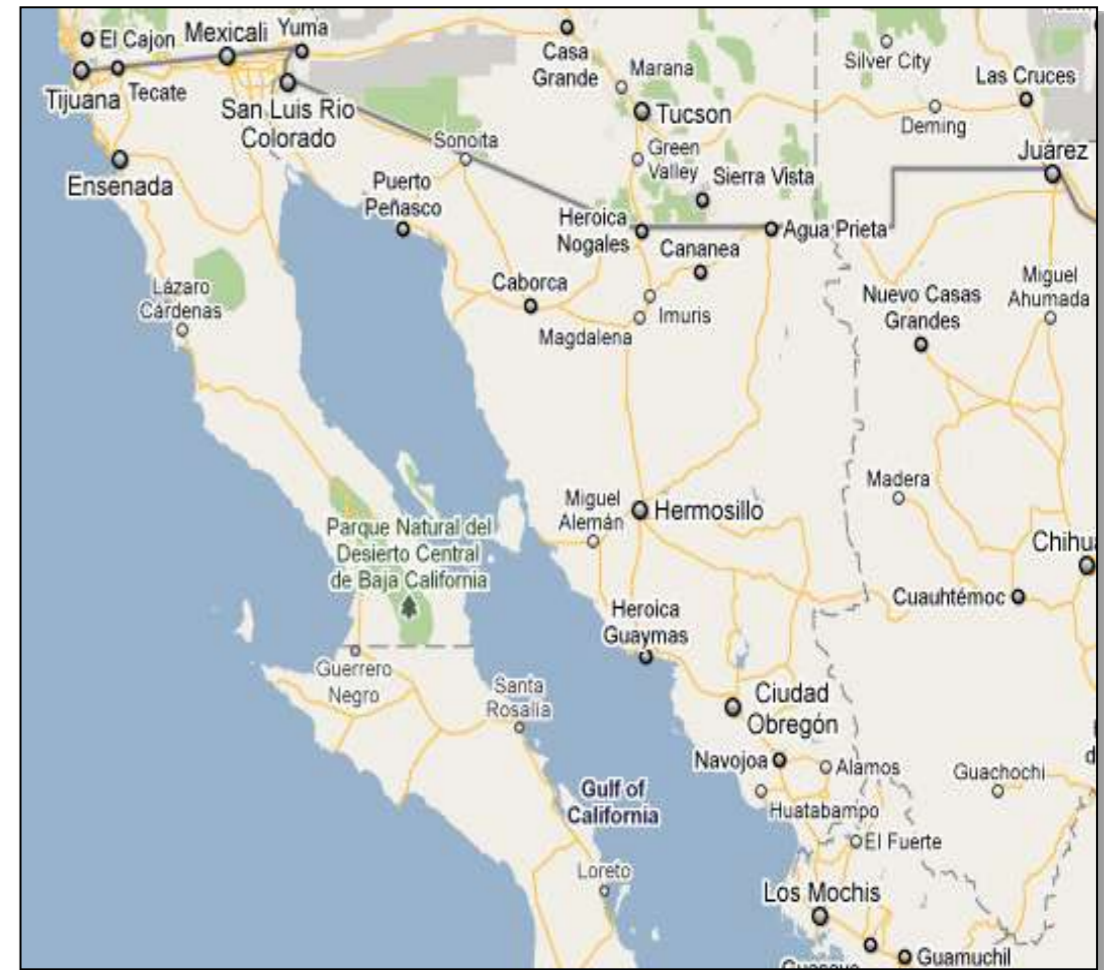 El Cajon
Mexicali
Yuma
Tijuana
Tecate
San Luis Río
Colorado
Casa
Grande
Marana
Tucson
Silver City
Las Cruces
Deming
Juárez
Ensenada
Sonoita
Green
Valley
Sierra Vista
Puerto
Peñasco
Heroica
Nogales
Agua Prieta
Cananea
Caborca
Imuris
Magdalena
Nuevo Casas
Grandes
Miguel
Ahumada
Lázaro
Cárdenas
Madera
Miguel
Alemán
Hermosillo
Parque Natural del
Desierto Central
de Baja California
Chihu
Cuauhtémoc
Heroica
Guaymas
Guerrero
Negro
Santa
Rosalía
Ciudad
Obregón
Navojoa
Alamos
Guachochi
Gulf of
California
Huatabampo
El Fuerte
Loreto
Los Mochis
Guamuchil